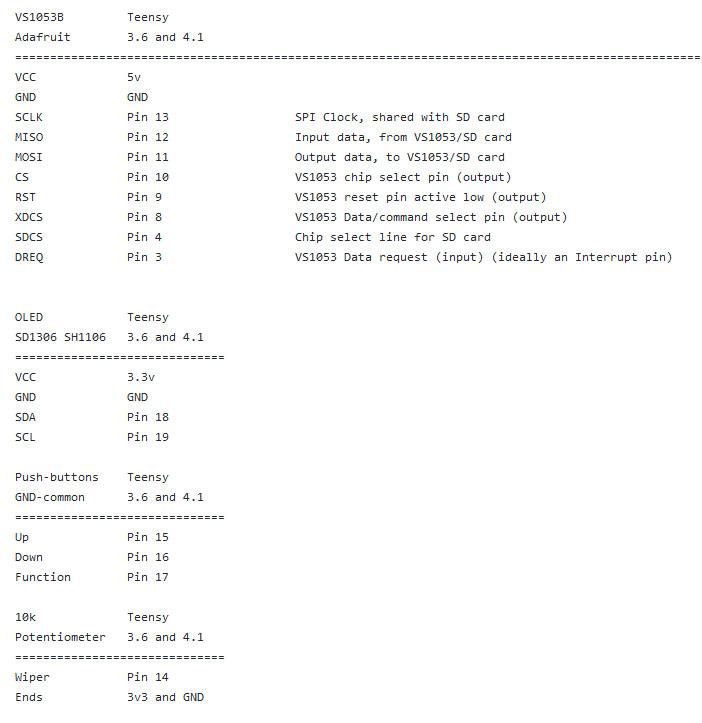 VS1053B Teensy
Adafruit 3.6 and 4.1
==================================================================================================
VCC 5v
GND GND
SCLK Pin 13 SPI Clock, shared with SD card
MISO Pin 12 Input data, from VS1053/SD card
MOSI Pin 11 Output data, to VS1053/SD card
CS Pin 10 VS1053 chip select pin (output)
RST Pin 9 VS1053 reset pin active low (output)
XDCS Pin 8 VS1053 Data/command select pin (output)
SDCS Pin 4 Chip select line for SD card
DREQ Pin 3 VS1053 Data request (input) (ideally an Interrupt pin)
OLED Teensy
SD1306 SH1106 3.6 and 4.1
==============================
VCC 3.3v
GND GND
SDA Pin 18
SCL Pin 19
Push-buttons Teensy
GND-common 3.6 and 4.1
==============================
Up Pin 15
Down Pin 16
Function Pin 17
10k Teensy
Potentiometer 3.6 and 4.1
==============================
Wiper Pin 14
Ends 3v3 and GND